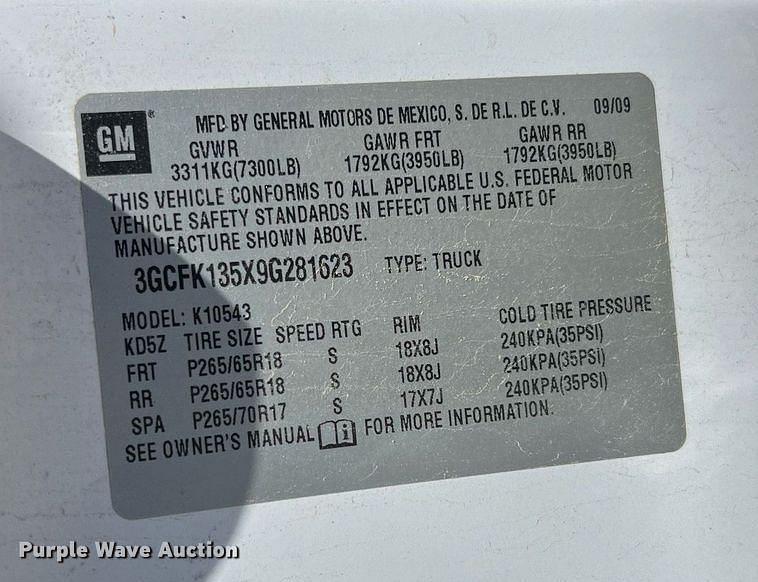 GM®
MFD BY GENERAL MOTORS DE MEXICO, S. DE R.L. DE C.V. 09/09
GVWR GAWR FRT GAWR RR
3311KG(7300LB) 1792KG(3950LB) 1792KG(3950LB)
THIS VEHICLE CONFORMS TO ALL APPLICABLE U.S. FEDERAL MOTOR
VEHICLE SAFETY STANDARDS IN EFFECT ON THE DATE OF
MANUFACTURE SHOWN ABOVE.
3GCFK135X9G281623 TYPE: TRUCK
MODEL: K10543
KD5Z TIRE SIZE SPEED RTG RIM COLD TIRE PRESSURE
FRT P265/65R18 S 18X8J 240KPA(35PSI)
RR P265/65R18 S 18X8J 240KPA(35PSI)
SPA P265/70R17 S 17X7J 240KPA(35PSI)
SEE OWNER'S MANUAL FOR MORE INFORMATION.
Purple Wave Auction